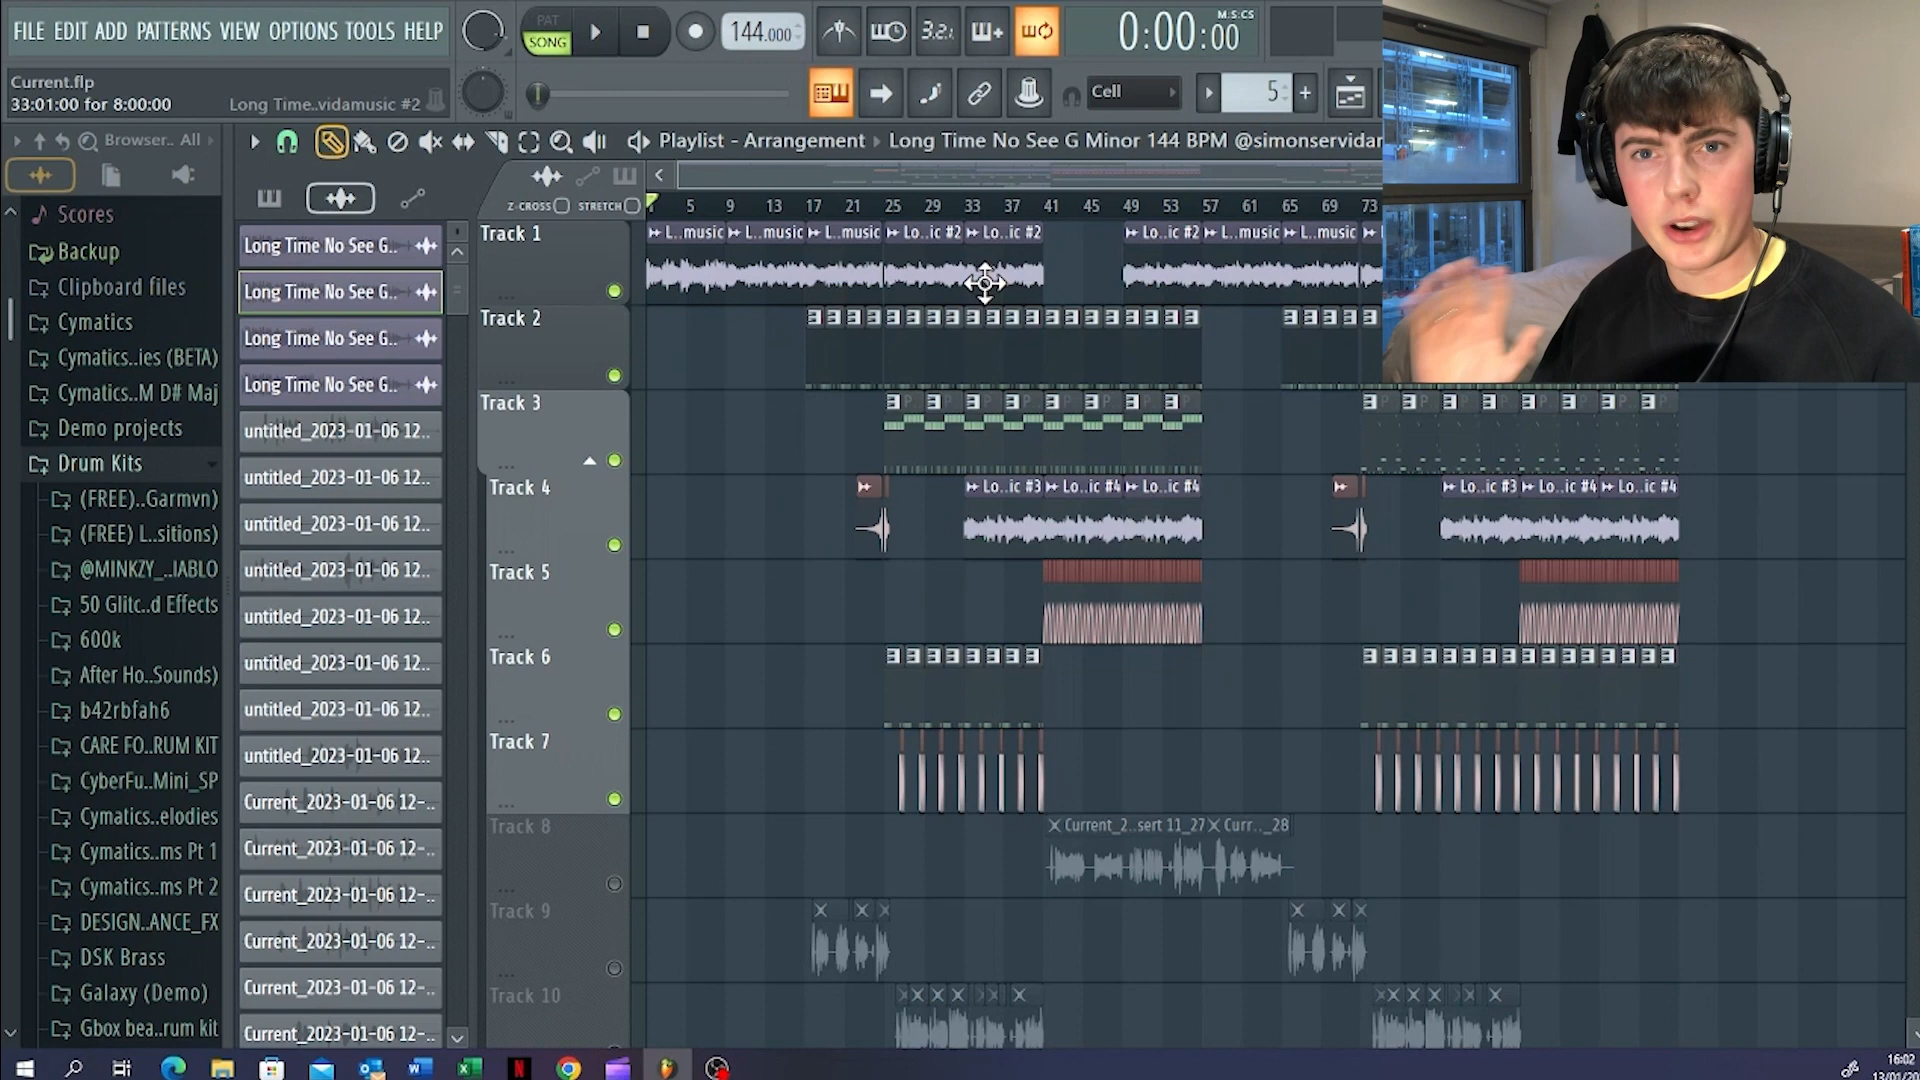 FILE EDIT ADD PATTERNS VIEW OPTIONS TOOLS HELP
PAT
SONG
144.000
3.2.
0:00:00
M:S:CS
Current.flp
33:01:00 for 8:00:00
Long Time..vidamusic #2
Cell
5
Browser.. All
Playlist - Arrangement
Long Time No See G Minor 144 BPM @simonservidar
Z-CROSS
STRETCH
5 9 13 17 21 25 29 33 37 41 45 49 53 57 61 65 69 73
Scores
Backup
Clipboard files
Cymatics
Cymatics..ies (BETA)
Cymatics..M D# Maj
Demo projects
Drum Kits
(FREE)..Garmvn)
(FREE) L..sitions)
@MINKZY_..IABLO
50 Glitc..d Effects
600k
After Ho..Sounds)
b42rbfah6
CARE FO..RUM KIT
CyberFu..Mini_SP
Cymatics..elodies
Cymatics..ms Pt 1
Cymatics..ms Pt 2
DESIGN..ANCE_FX
DSK Brass
Galaxy (Demo)
Gbox bea..rum kit
Long Time No See G..
Long Time No See G..
Long Time No See G..
Long Time No See G..
untitled_2023-01-06 12..
untitled_2023-01-06 12..
untitled_2023-01-06 12..
untitled_2023-01-06 12..
untitled_2023-01-06 12..
untitled_2023-01-06 12..
untitled_2023-01-06 12..
untitled_2023-01-06 12..
Current_2023-01-06 12-..
Current_2023-01-06 12-..
Current_2023-01-06 12-..
Current_2023-01-06 12-..
Current_2023-01-06 12-..
Current_2023-01-06 12-..
Track 1
L..music L..music L..music Lo..ic #2 Lo..ic #2 Lo..ic #2 L..music L..music
Track 2
Track 3
Track 4
Lo..ic #3 Lo..ic #4 Lo..ic #4 Lo..ic #3 Lo..ic #4 Lo..ic #4
Track 5
Track 6
Track 7
Track 8
Current_2..sert 11_27 Curr.._28
Track 9
Track 10
16:02